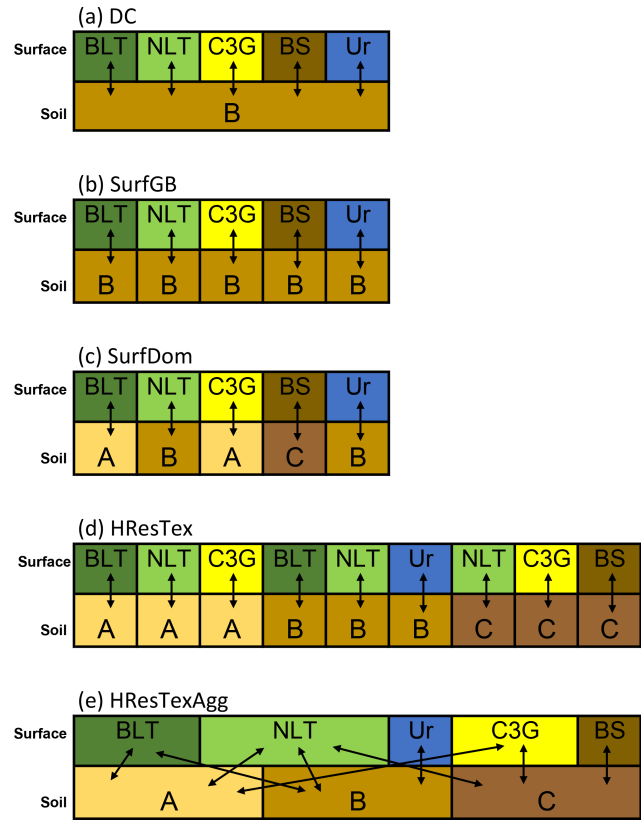 (a) DC
Surface BLT NLT C3G BS Ur
Soil B
(b) SurfGB
Surface BLT NLT C3G BS Ur
Soil B B B B B
(c) SurfDom
Surface BLT NLT C3G BS Ur
Soil A B A C B
(d) HResTex
Surface BLT NLT C3G BLT NLT Ur NLT C3G BS
Soil A A A B B B C C C
(e) HResTexAgg
Surface BLT NLT Ur C3G BS
Soil A B C